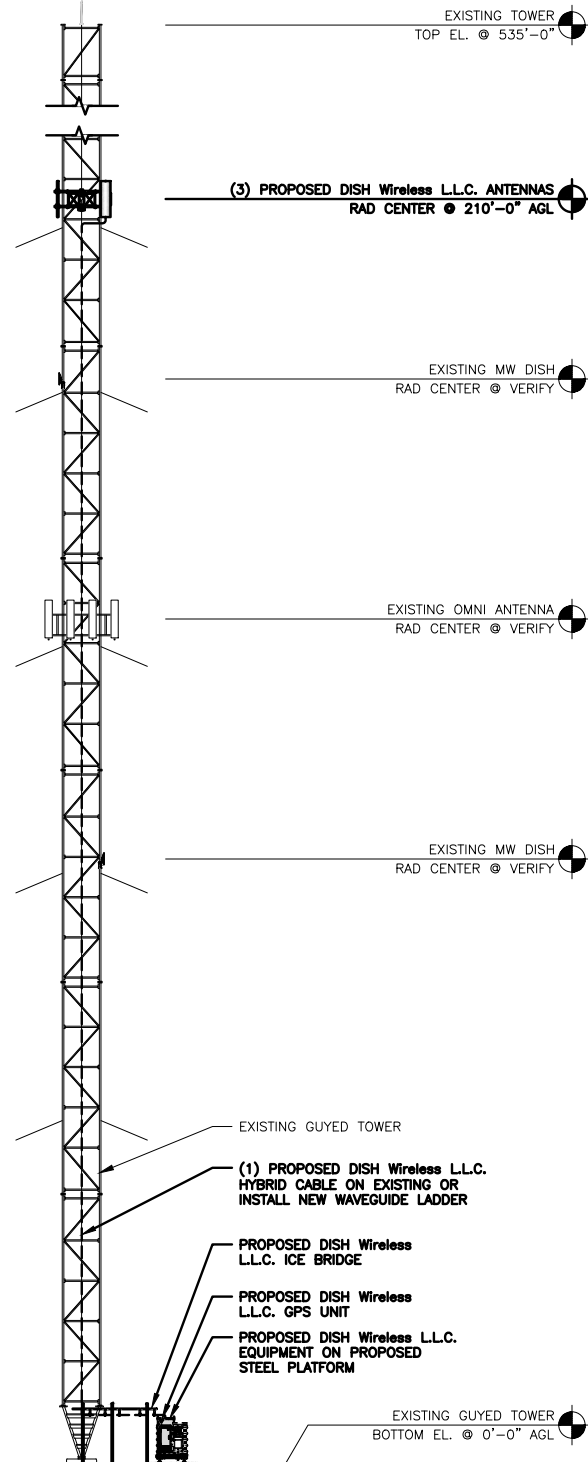 EXISTING TOWER
TOP EL. @ 535'-0"
(3) PROPOSED DISH Wireless L.L.C. ANTENNAS
RAD CENTER @ 210'-0" AGL
EXISTING MW DISH
RAD CENTER @ VERIFY
EXISTING OMNI ANTENNA
RAD CENTER @ VERIFY
EXISTING MW DISH
RAD CENTER @ VERIFY
EXISTING GUYED TOWER
(1) PROPOSED DISH Wireless L.L.C.
HYBRID CABLE ON EXISTING OR
INSTALL NEW WAVEGUIDE LADDER
PROPOSED DISH Wireless
L.L.C. ICE BRIDGE
PROPOSED DISH Wireless
L.L.C. GPS UNIT
PROPOSED DISH Wireless L.L.C.
EQUIPMENT ON PROPOSED
STEEL PLATFORM
EXISTING GUYED TOWER
BOTTOM EL. @ 0'-0" AGL